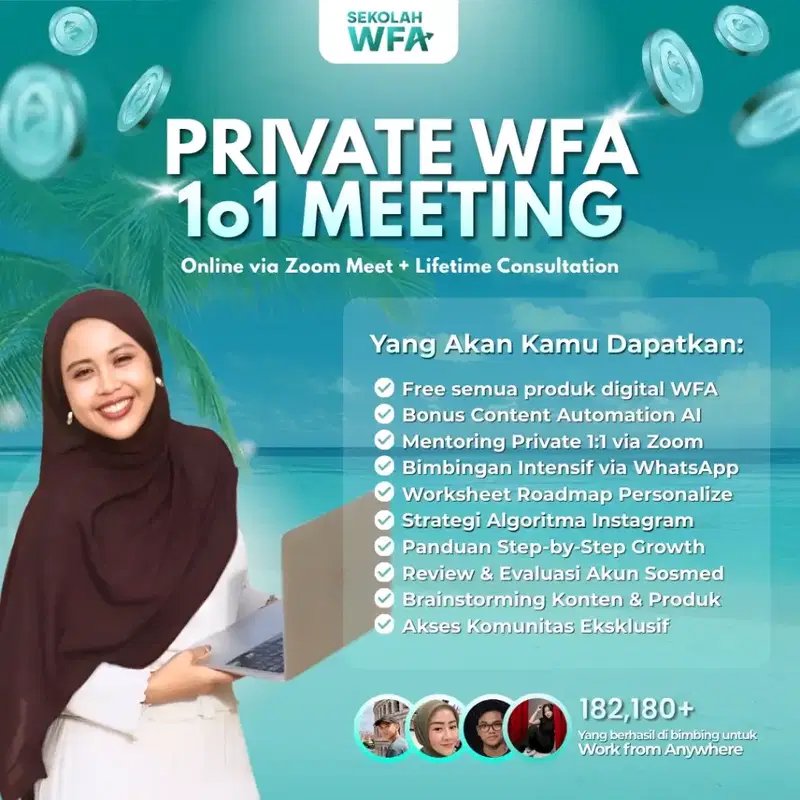 SEKOLAH
WFA
PRIVATE WFA
1o1 MEETING
Online via Zoom Meet + Lifetime Consultation
Yang Akan Kamu Dapatkan:
Free semua produk digital WFA
Bonus Content Automation AI
Mentoring Private 1:1 via Zoom
Bimbingan Intensif via WhatsApp
Worksheet Roadmap Personalize
Strategi Algoritma Instagram
Panduan Step-by-Step Growth
Review & Evaluasi Akun Sosmed
Brainstorming Konten & Produk
Akses Komunitas Eksklusif
182,180+
Yang berhasil di bimbing untuk
Work from Anywhere